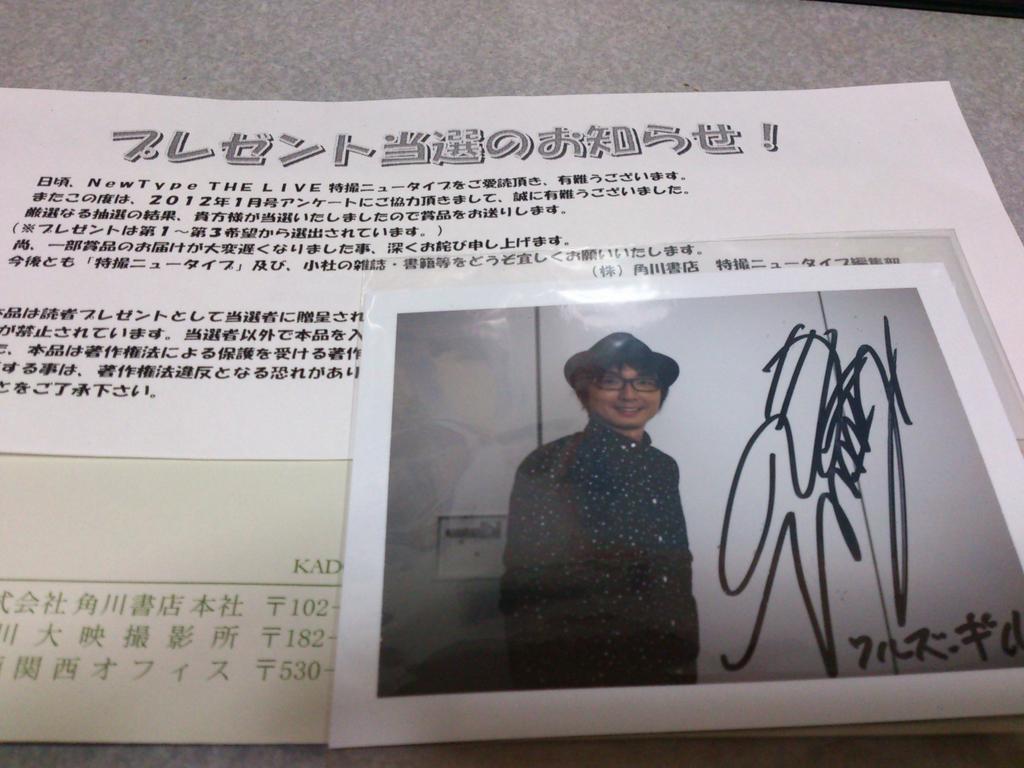 プレゼント当選のお知らせ！
日頃、NewType THE LIVE 特撮ニュータイプをご愛読頂き、有難うございます。
またこの度は、2012年1月号アンケートにご協力頂きまして、誠に有難うございました。
厳選なる抽選の結果、貴方様が当選いたしましたので賞品をお送りします。
（※プレゼントは第1～第3希望から選出されています。）
尚、一部賞品のお届けが大変遅くなりました事、深くお詫び申し上げます。
今後とも「特撮ニュータイプ」及び、小社の雑誌・書籍等をどうぞ宜しくお願いいたします。
（株）角川書店 特撮ニュータイプ編集部
本品は読者プレゼントとして当選者に贈呈され
が禁止されています。当選者以外で本品を入
、本品は著作権法による保護を受ける著作
する事は、著作権法違反となる恐れがあり
とをご了承下さい。
KAD
式会社 角川書店 本社 〒102-
川大映撮影所 〒182-
関西オフィス 〒530-
フルーズ・ギル